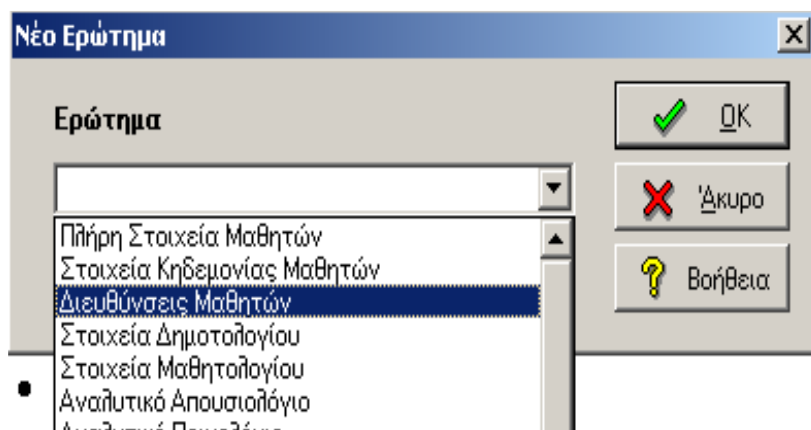 Νέο Ερώτημα
Ερώτημα
OK
Άκυρο
Βοήθεια
Πλήρη Στοιχεία Μαθητών
Στοιχεία Κηδεμονίας Μαθητών
Διευθύνσεις Μαθητών
Στοιχεία Δημοτολογίου
Στοιχεία Μαθητολογίου
Αναλυτικό Απουσιολόγιο